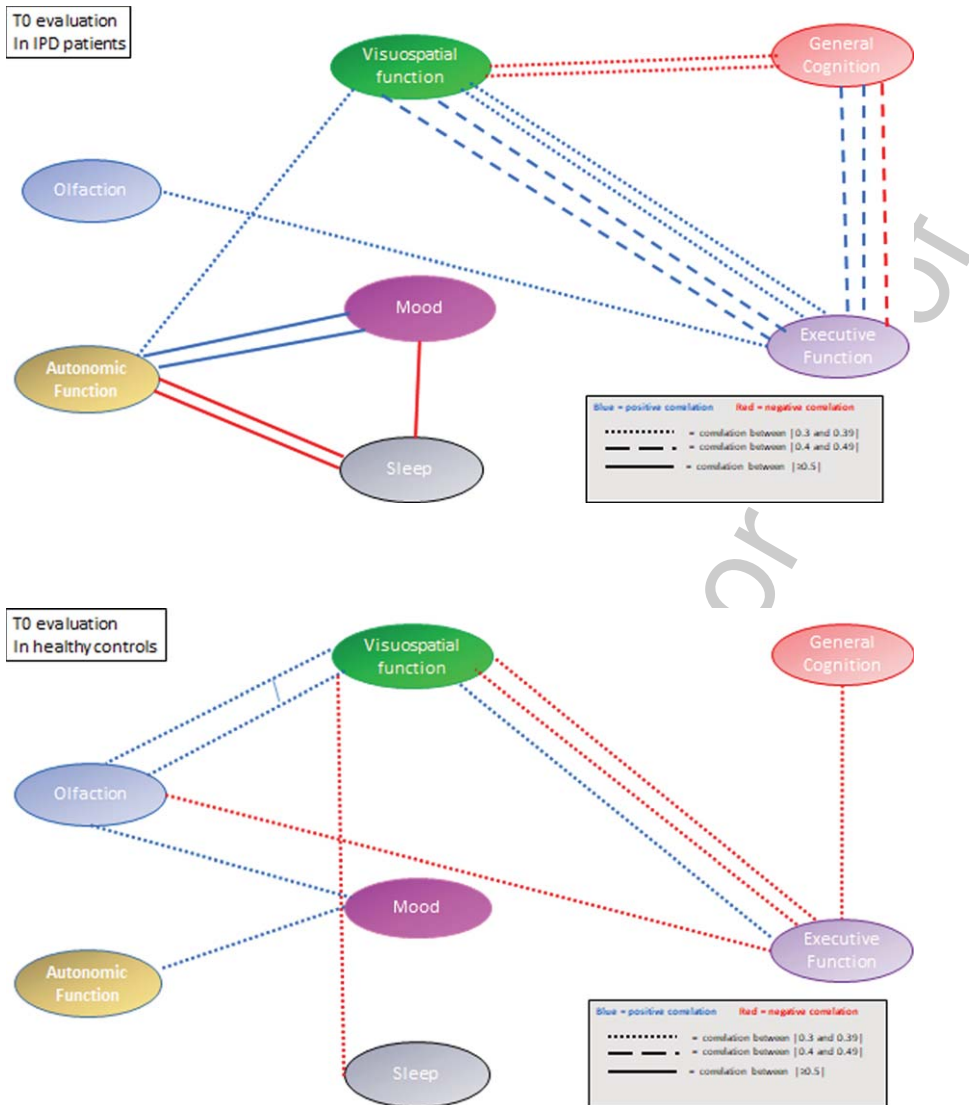 T0 evaluation
In IPD patients
Visuospatial
function
General
Cognition
Olfaction
Mood
Executive
Function
Autonomic
Function
Sleep
Blue = positive correlation Red = negative correlation
= correlation between |0.3 and 0.39|
= correlation between |0.4 and 0.49|
= correlation between |≥0.5|
or
or
T0 evaluation
In healthy controls
Visuospatial
function
General
Cognition
Olfaction
Mood
Executive
Function
Autonomic
Function
Sleep
Blue = positive correlation Red = negative correlation
= correlation between |0.3 and 0.39|
= correlation between |0.4 and 0.49|
= correlation between |≥0.5|